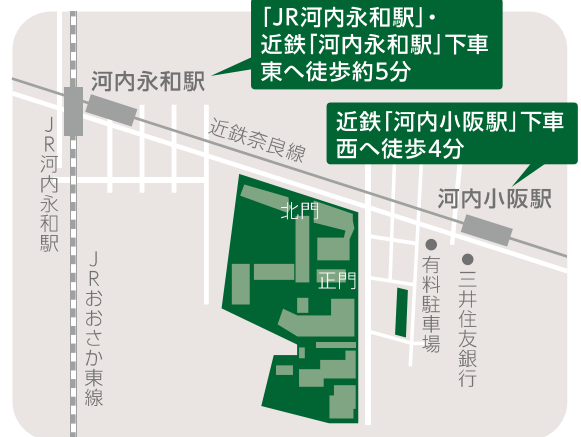 「JR河内永和駅」・
近鉄「河内永和駅」下車
東へ徒歩約5分
河内永和駅
近鉄「河内小阪駅」下車
西へ徒歩4分
近鉄奈良線
JR河内永和駅
河内小阪駅
北門
正門
有料駐車場
三井住友銀行
JRおおさか東線